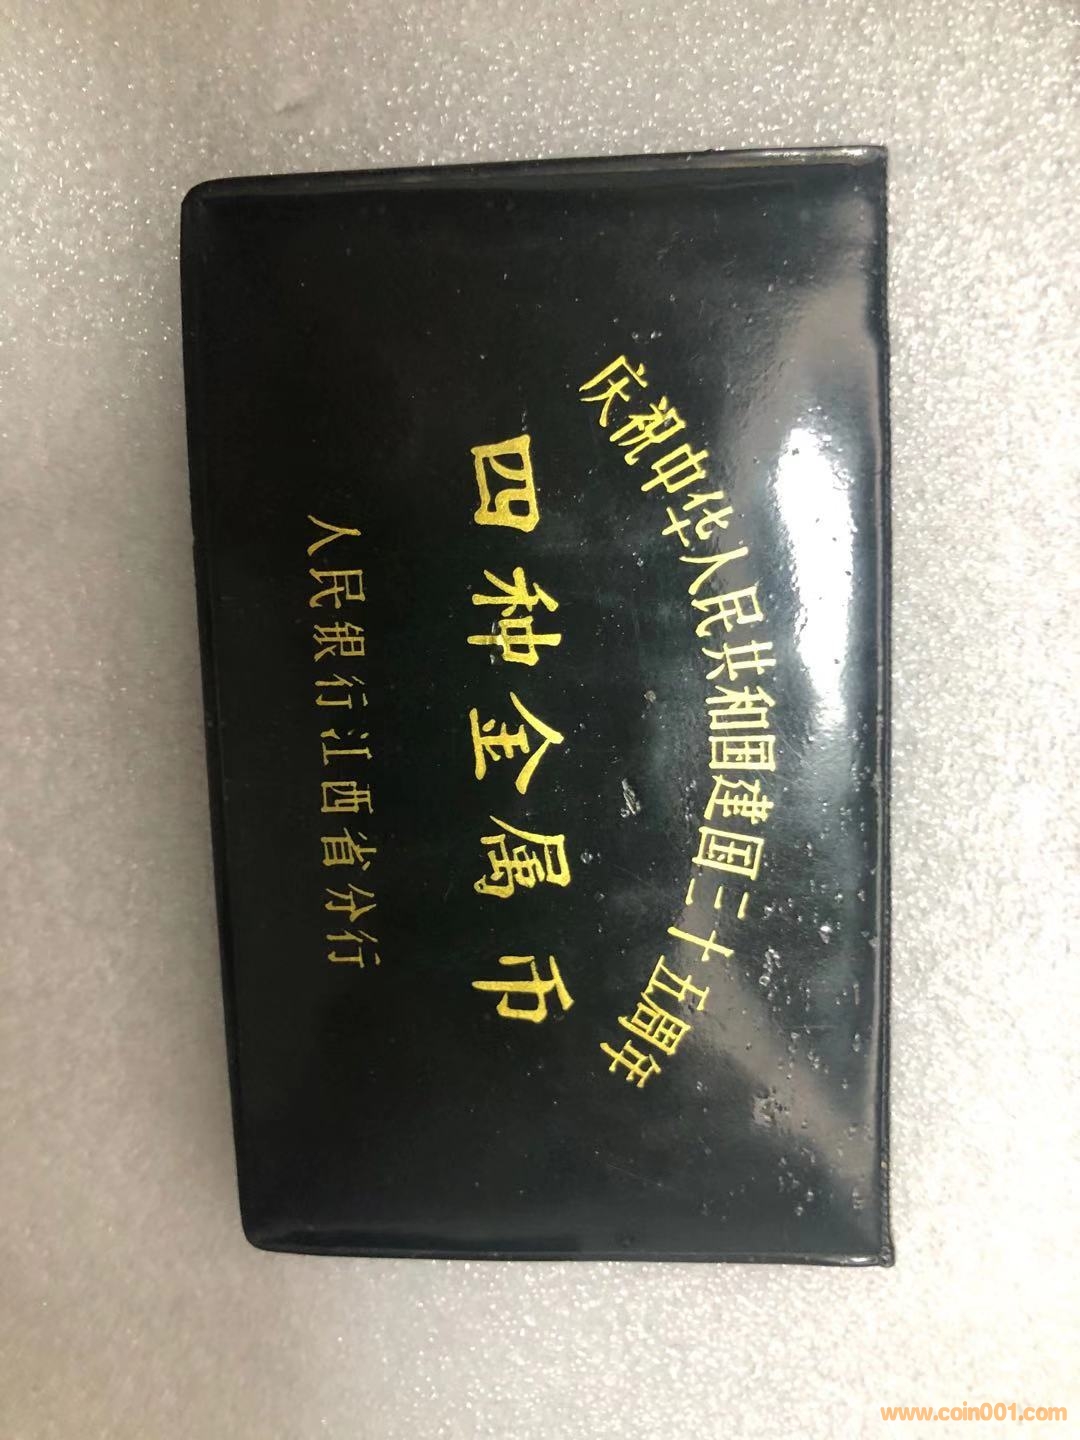 庆祝中华人民共和国建国三十五周年
四种金属币
人民银行江西省分行
www.coin001.com